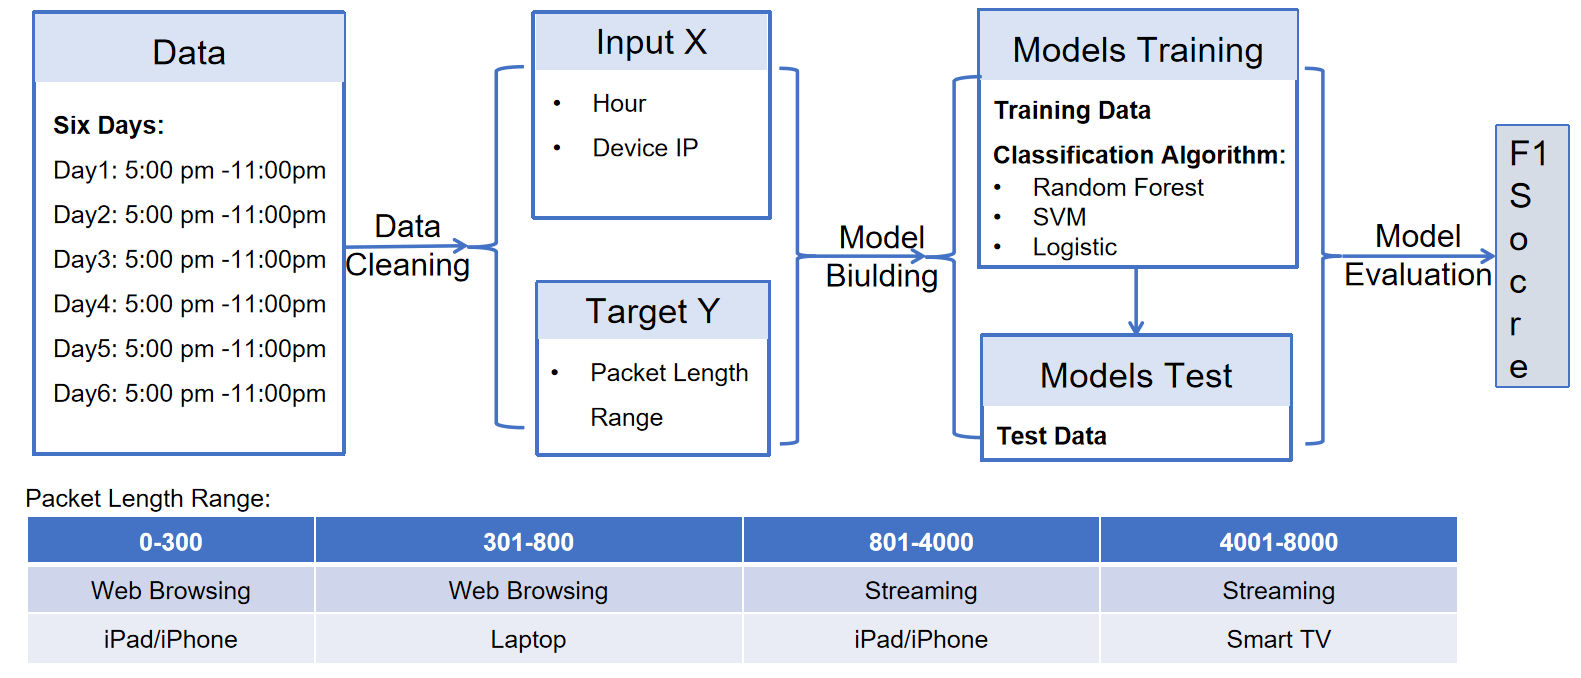 Data
Six Days:
Day1: 5:00 pm -11:00pm
Day2: 5:00 pm -11:00pm
Day3: 5:00 pm -11:00pm
Day4: 5:00 pm -11:00pm
Day5: 5:00 pm -11:00pm
Day6: 5:00 pm -11:00pm
Data
Cleaning
Input X
• Hour
• Device IP
Target Y
• Packet Length
Range
Model
Biulding
Models Training
Training Data
Classification Algorithm:
• Random Forest
• SVM
• Logistic
Models Test
Test Data
Model
Evaluation
F1
S
o
c
r
e
Packet Length Range:
0-300 301-800 801-4000 4001-8000
Web Browsing Web Browsing Streaming Streaming
iPad/iPhone Laptop iPad/iPhone Smart TV